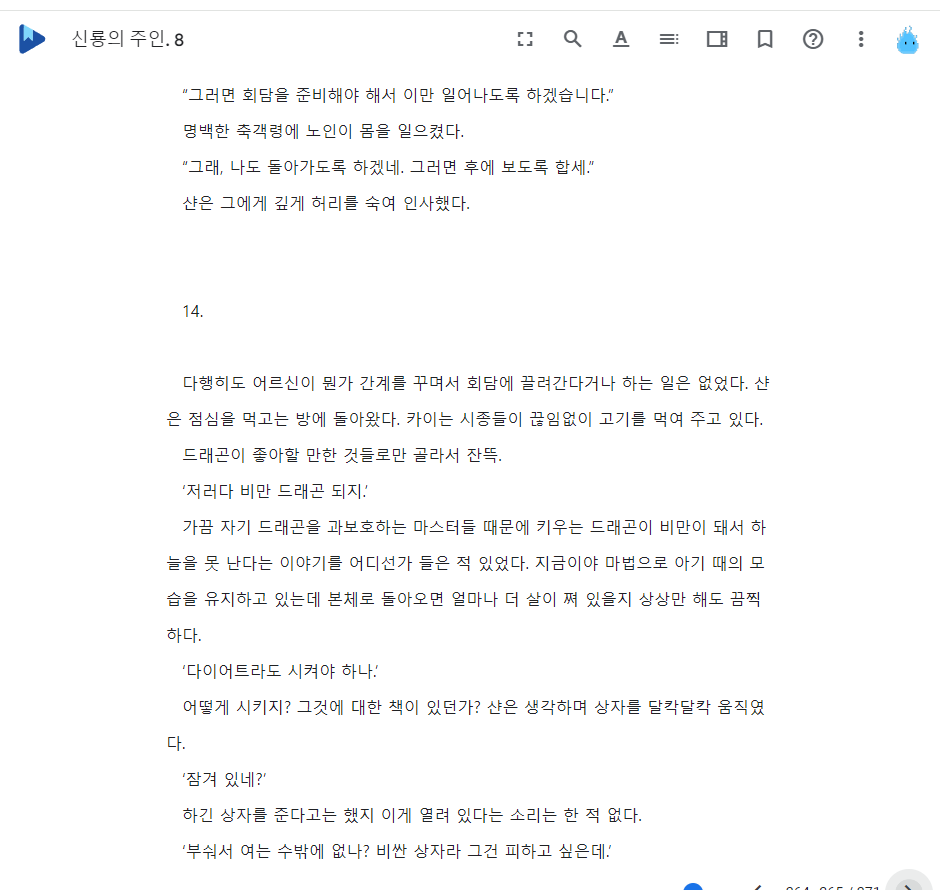 신룡의 주인. 8
"그러면 회담을 준비해야 해서 이만 일어나도록 하겠습니다."
명백한 축객령에 노인이 몸을 일으켰다.
"그래, 나도 돌아가도록 하겠네. 그러면 후에 보도록 합세."
샨은 그에게 깊게 허리를 숙여 인사했다.
14.
다행히도 어르신이 뭔가 간계를 꾸며서 회담에 끌려간다거나 하는 일은 없었다. 샨
은 점심을 먹고는 방에 돌아왔다. 카이는 시종들이 끊임없이 고기를 먹여 주고 있다.
드래곤이 좋아할 만한 것들로만 골라서 잔뜩.
'저러다 비만 드래곤 되지.'
가끔 자기 드래곤을 과보호하는 마스터들 때문에 키우는 드래곤이 비만이 돼서 하
늘을 못 난다는 이야기를 어디선가 들은 적 있었다. 지금이야 마법으로 아기 때의 모
습을 유지하고 있는데 본체로 돌아오면 얼마나 더 살이 쪄 있을지 상상만 해도 끔찍
하다.
'다이어트라도 시켜야 하나.'
어떻게 시키지? 그것에 대한 책이 있던가? 샨은 생각하며 상자를 달칵달칵 움직였
다.
'잠겨 있네?'
하긴 상자를 준다고는 했지 이게 열려 있다는 소리는 한 적 없다.
'부숴서 여는 수밖에 없나? 비싼 상자라 그건 피하고 싶은데.'